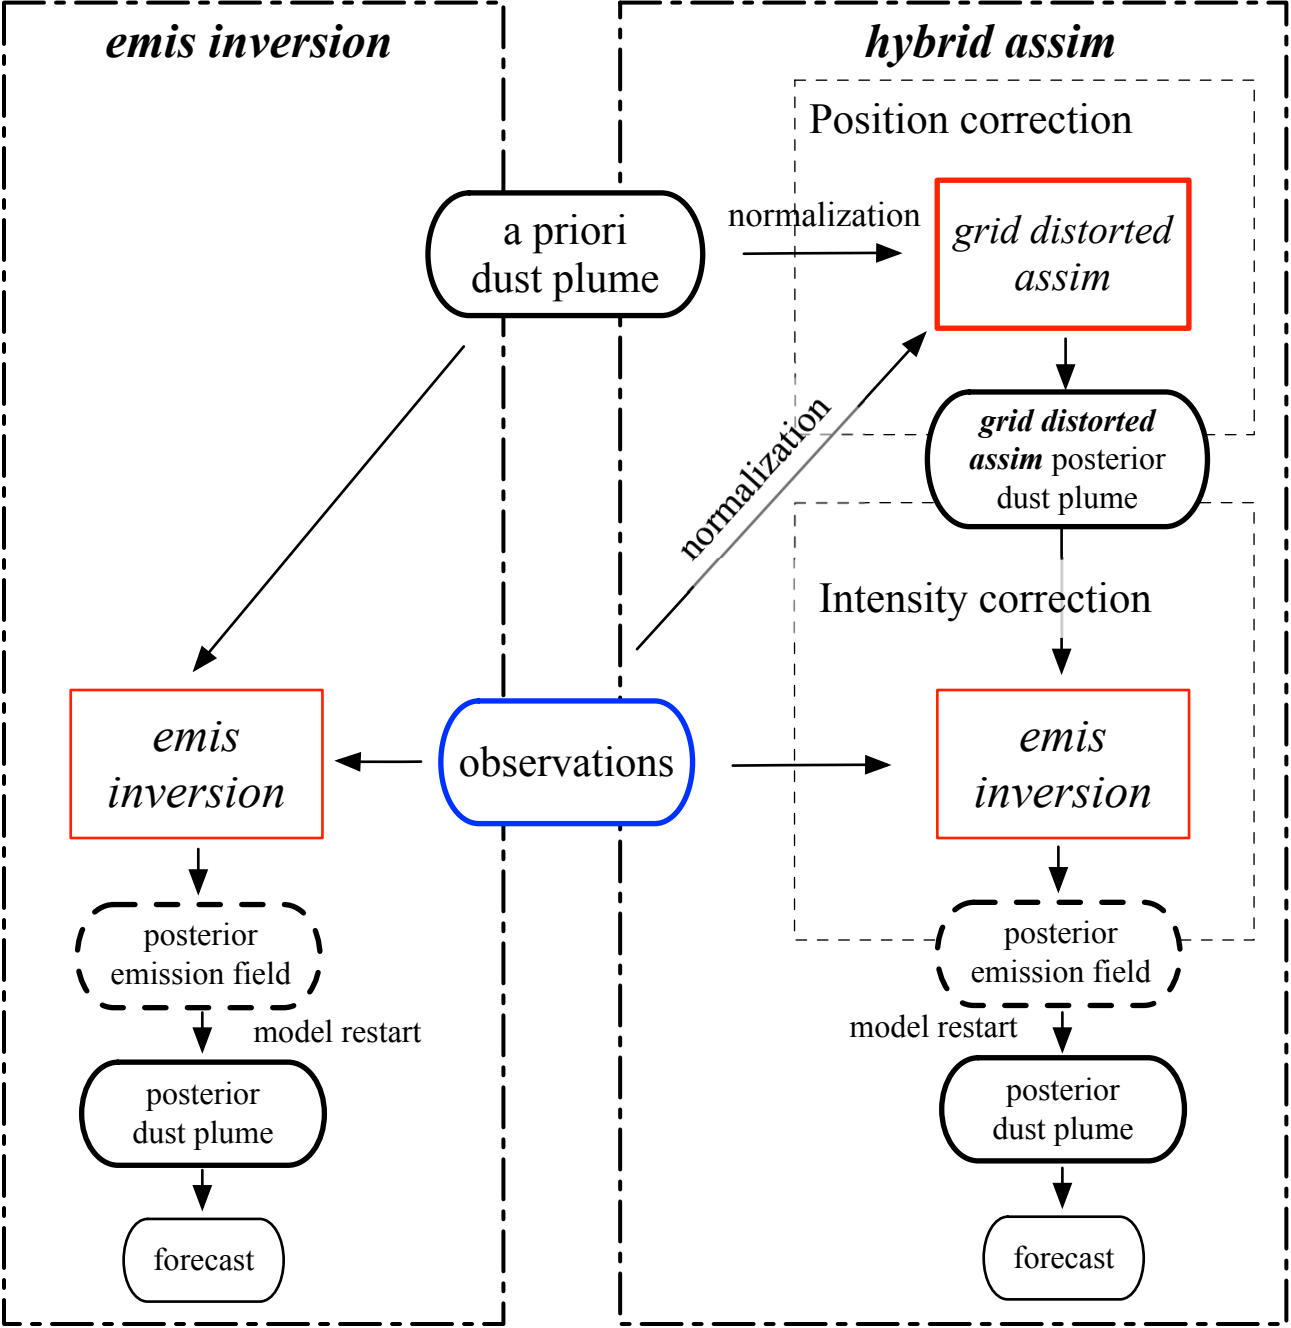 emis inversion
hybrid assim
Position correction
a priori
dust plume
normalization
grid distorted
assim
normalization
grid distorted
assim posterior
dust plume
Intensity correction
emis
inversion
observations
emis
inversion
posterior
emission field
posterior
emission field
model restart
model restart
posterior
dust plume
posterior
dust plume
forecast
forecast